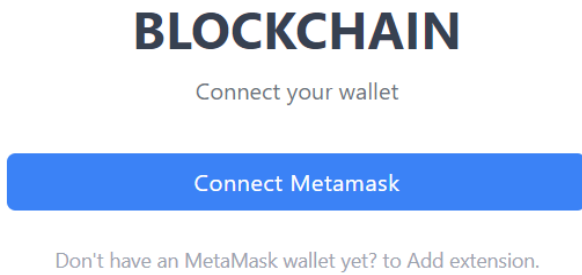 BLOCKCHAIN
Connect your wallet
Connect Metamask
Don't have an MetaMask wallet yet? to Add extension.